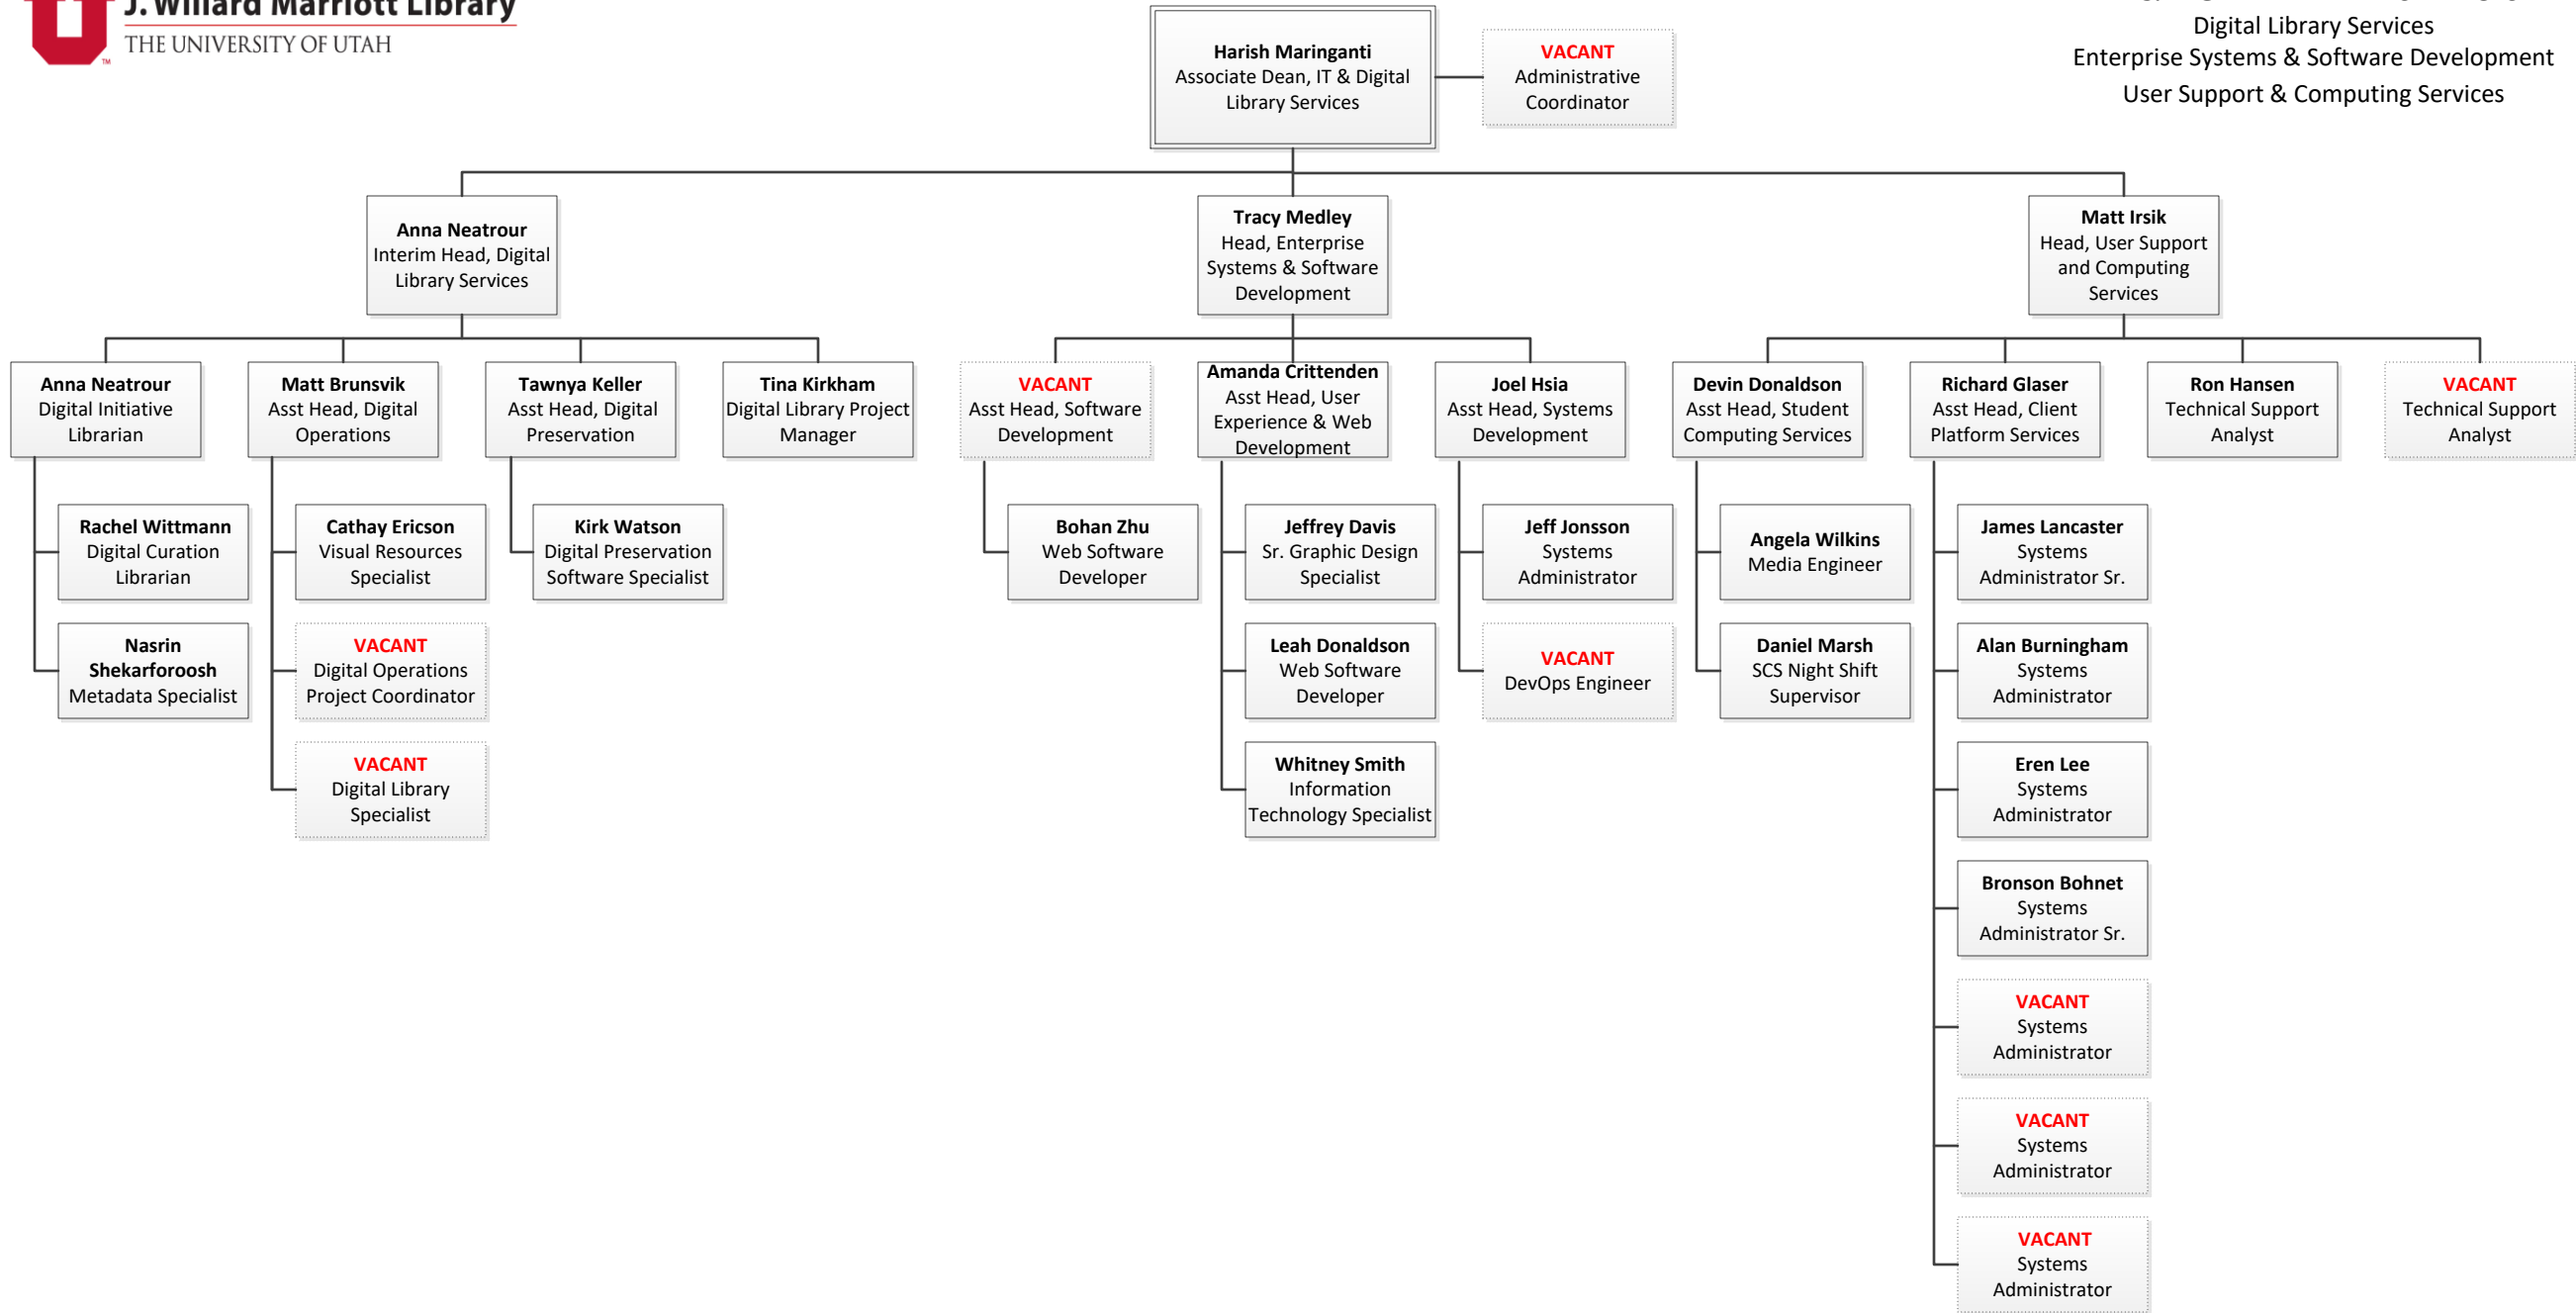 J. Willard Marriott Library
THE UNIVERSITY OF UTAH
TM
Digital Library Services
Enterprise Systems & Software Development
User Support & Computing Services
Harish Maringanti
Associate Dean, IT & Digital
Library Services
VACANT
Administrative
Coordinator
Anna Neatrour
Interim Head, Digital
Library Services
Tracy Medley
Head, Enterprise
Systems & Software
Development
Matt Irsik
Head, User Support
and Computing
Services
Anna Neatrour
Digital Initiative
Librarian
Matt Brunsvik
Asst Head, Digital
Operations
Tawnya Keller
Asst Head, Digital
Preservation
Tina Kirkham
Digital Library Project
Manager
VACANT
Asst Head, Software
Development
Amanda Crittenden
Asst Head, User
Experience & Web
Development
Joel Hsia
Asst Head, Systems
Development
Devin Donaldson
Asst Head, Student
Computing Services
Richard Glaser
Asst Head, Client
Platform Services
Ron Hansen
Technical Support
Analyst
VACANT
Technical Support
Analyst
Rachel Wittmann
Digital Curation
Librarian
Nasrin
Shekarforoosh
Metadata Specialist
Cathay Ericson
Visual Resources
Specialist
VACANT
Digital Operations
Project Coordinator
VACANT
Digital Library
Specialist
Kirk Watson
Digital Preservation
Software Specialist
Bohan Zhu
Web Software
Developer
Jeffrey Davis
Sr. Graphic Design
Specialist
Leah Donaldson
Web Software
Developer
Whitney Smith
Information
Technology Specialist
Jeff Jonsson
Systems
Administrator
VACANT
DevOps Engineer
Angela Wilkins
Media Engineer
Daniel Marsh
SCS Night Shift
Supervisor
James Lancaster
Systems
Administrator Sr.
Alan Burningham
Systems
Administrator
Eren Lee
Systems
Administrator
Bronson Bohnet
Systems
Administrator Sr.
VACANT
Systems
Administrator
VACANT
Systems
Administrator
VACANT
Systems
Administrator